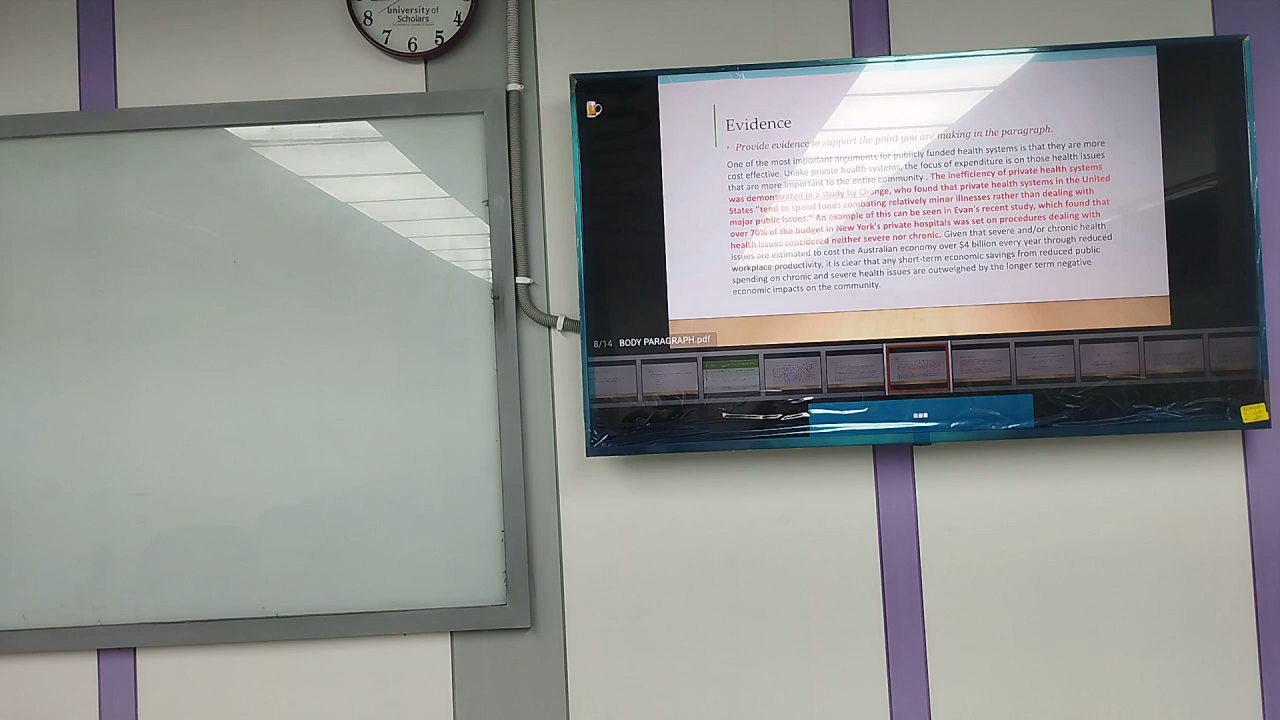 University of
Scholars
8
4
7
6
5
Evidence
• Provide evidence to support the point you are making in the paragraph.
One of the most important arguments for publicly funded health systems is that they are more
cost effective. Unlike private health systems, the focus of expenditure is on those health issues
that are more important to the entire community . The inefficiency of private health systems
was demonstrated in a study by Change, who found that private health systems in the United
States "tend to spend funds combating relatively minor illnesses rather than dealing with
major public issues." An example of this can be seen in Evan's recent study, which found that
over 70% of the budget in New York's private hospitals was set on procedures dealing with
health issues considered neither severe nor chronic. Given that severe and/or chronic health
issues are estimated to cost the Australian economy over $4 billion every year through reduced
workplace productivity, it is clear that any short-term economic savings from reduced public
spending on chronic and severe health issues are outweighed by the longer term negative
economic impacts on the community.
8/14 BODY PARAGRAPH.pdf